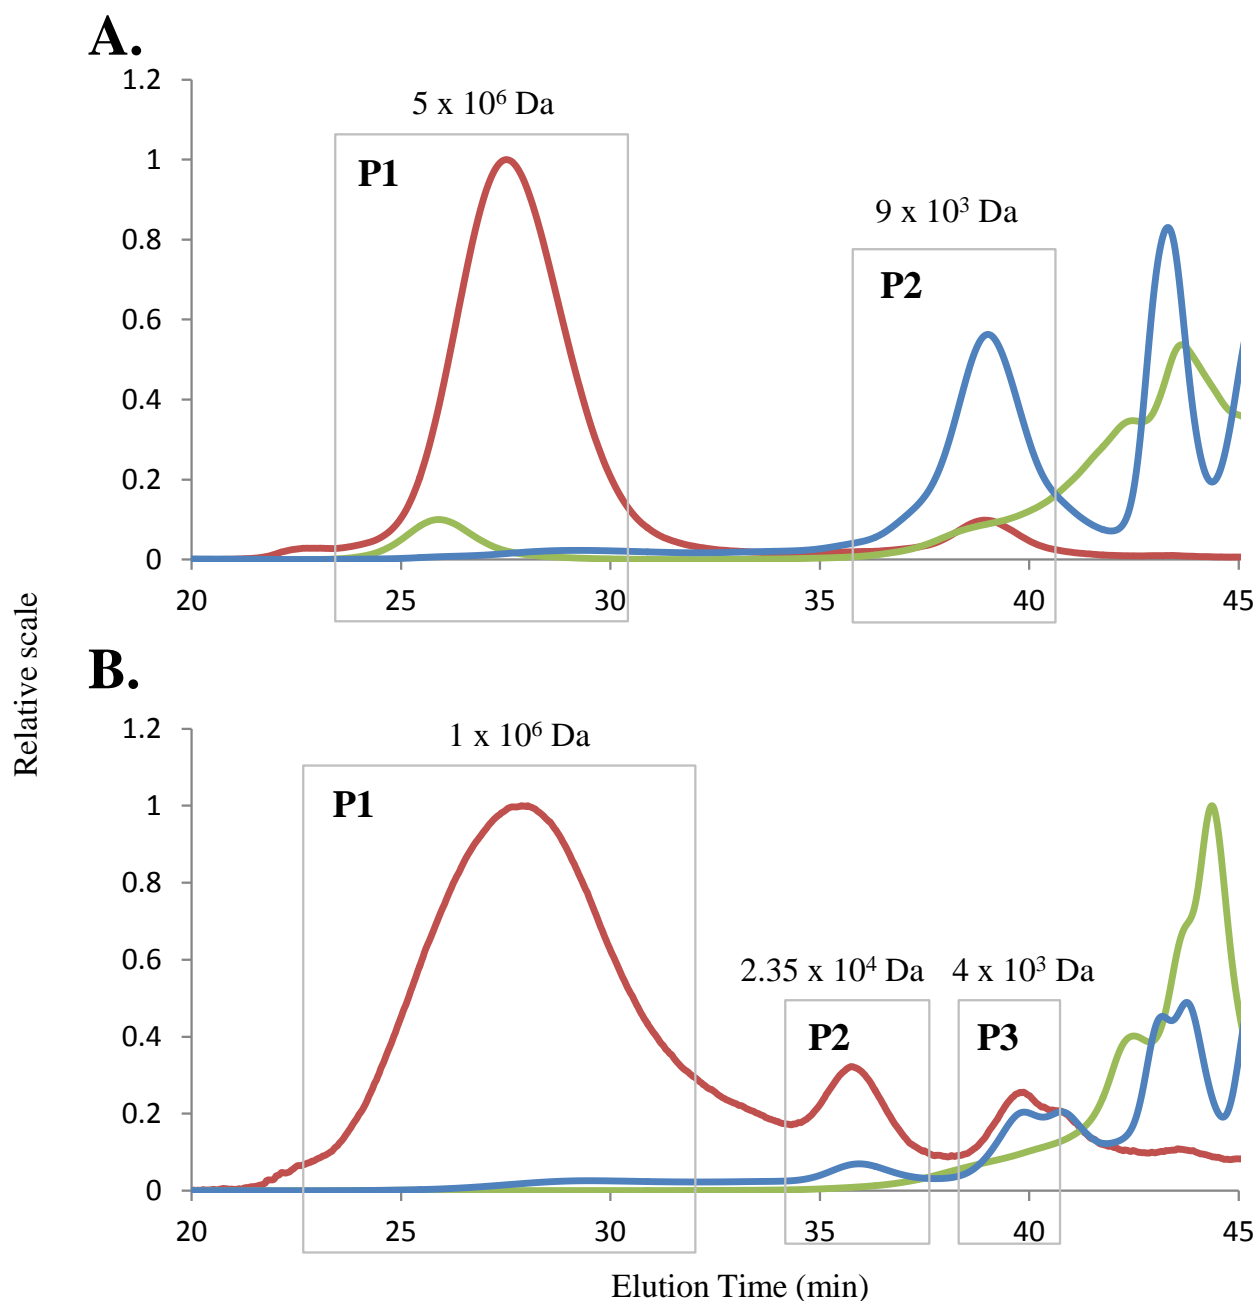 A.
1.2
5 x 10⁶ Da
1
P1
9 x 10³ Da
0.8
P2
0.6
0.4
0.2
0
20 25 30 35 40 45
Relative scale
B.
1.2
1 x 10⁶ Da
1
P1
0.8
2.35 x 10⁴ Da 4 x 10³ Da
0.6
P2 P3
0.4
0.2
0
20 25 30 35 40 45
Elution Time (min)